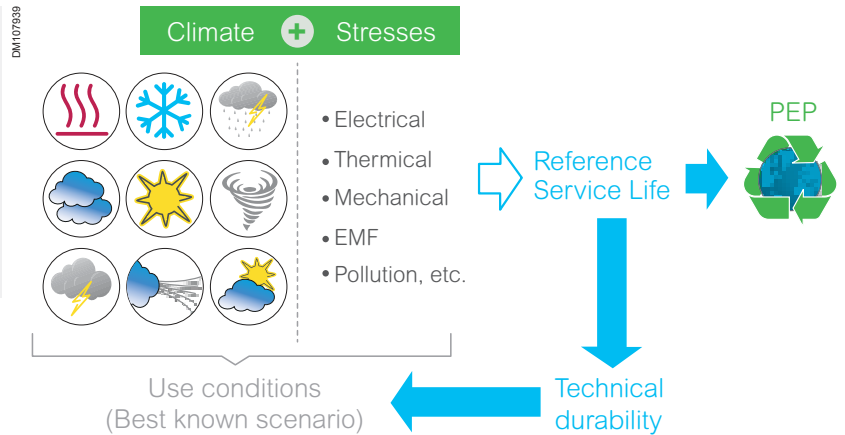 DM107939
Climate + Stresses
• Electrical
• Thermical
• Mechanical
• EMF
• Pollution, etc.
Reference
Service Life
PEP
Use conditions
(Best known scenario)
Technical
durability